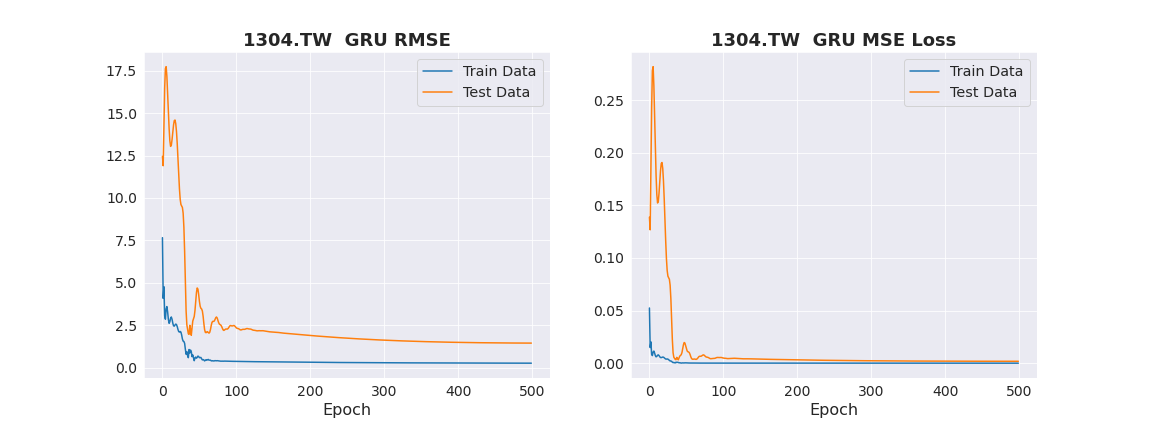 1304.TW  GRU RMSE
Train Data
Test Data
17.5
15.0
12.5
10.0
7.5
5.0
2.5
0.0
0 100 200 300 400 500
Epoch
1304.TW  GRU MSE Loss
Train Data
Test Data
0.25
0.20
0.15
0.10
0.05
0.00
0 100 200 300 400 500
Epoch